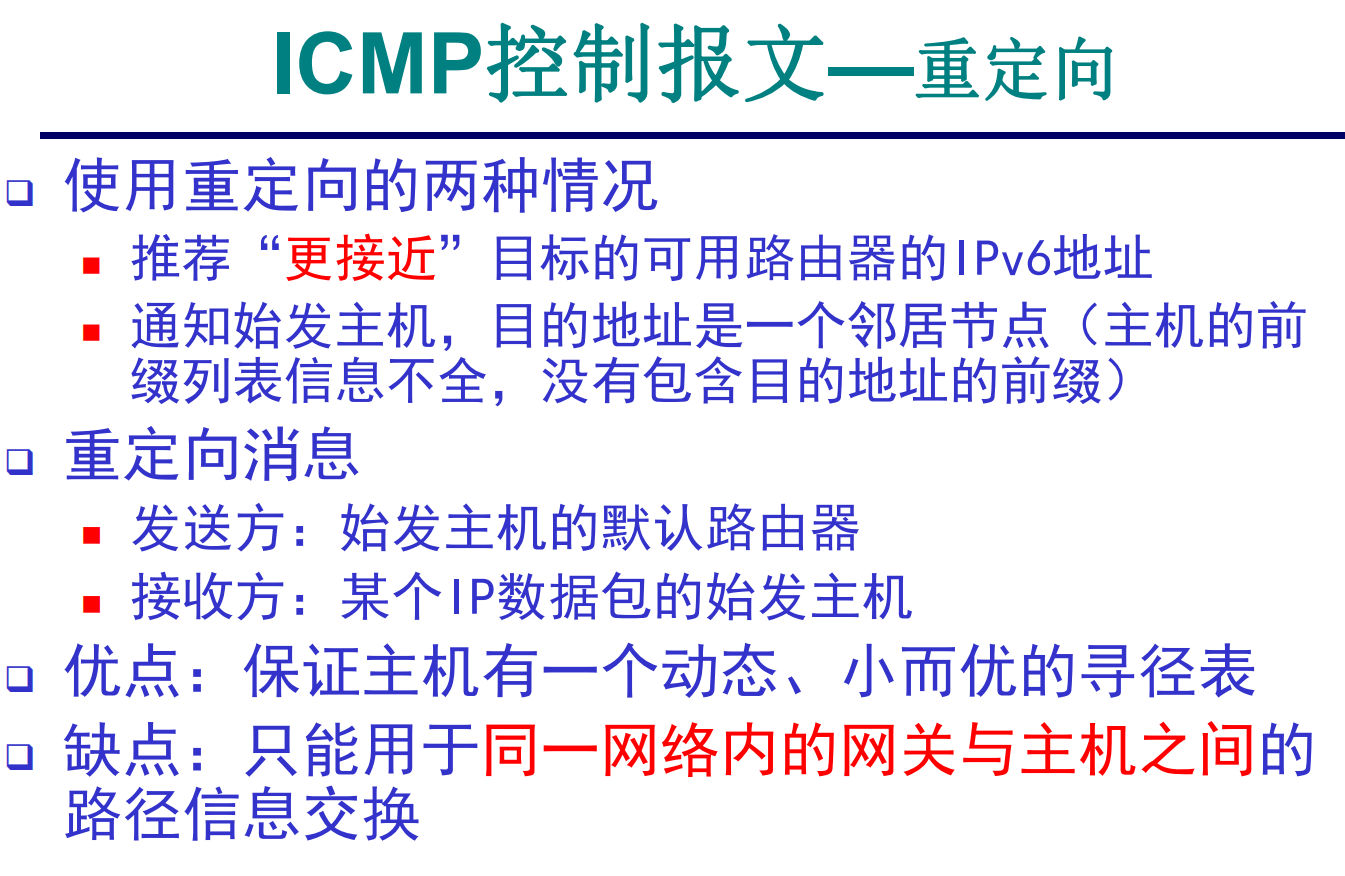 ICMP控制报文—重定向
使用重定向的两种情况
推荐“更接近”目标的可用路由器的IPv6地址
通知始发主机，目的地址是一个邻居节点（主机的前
缀列表信息不全，没有包含目的地址的前缀）
重定向消息
发送方：始发主机的默认路由器
接收方：某个IP数据包的始发主机
优点：保证主机有一个动态、小而优的寻径表
缺点：只能用于同一网络内的网关与主机之间的
路径信息交换